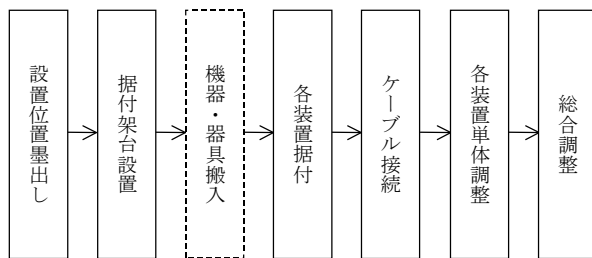 設置位置墨出し
据付架台設置
機器・器具搬入
各装置据付
ケーブル接続
各装置単体調整
総合調整